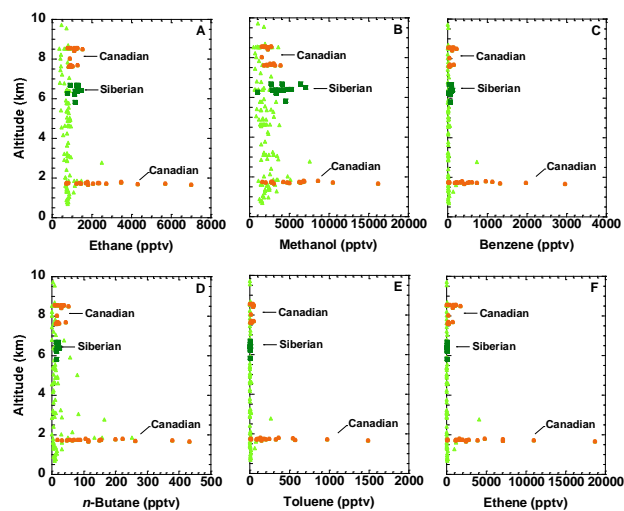 A
B
C
10
8
6
4
2
0
Altitude (km)
Canadian
Siberian
Canadian
0 2000 4000 6000 8000
Ethane (pptv)
Canadian
Siberian
Canadian
0 5000 10000 15000 20000
Methanol (pptv)
Canadian
Siberian
Canadian
0 1000 2000 3000 4000
Benzene (pptv)
D
E
F
10
8
6
4
2
0
Altitude (km)
Canadian
Siberian
Canadian
0 100 200 300 400 500
n-Butane (pptv)
Canadian
Siberian
Canadian
0 500 1000 1500 2000
Toluene (pptv)
Canadian
Siberian
Canadian
0 5000 10000 15000 20000
Ethene (pptv)